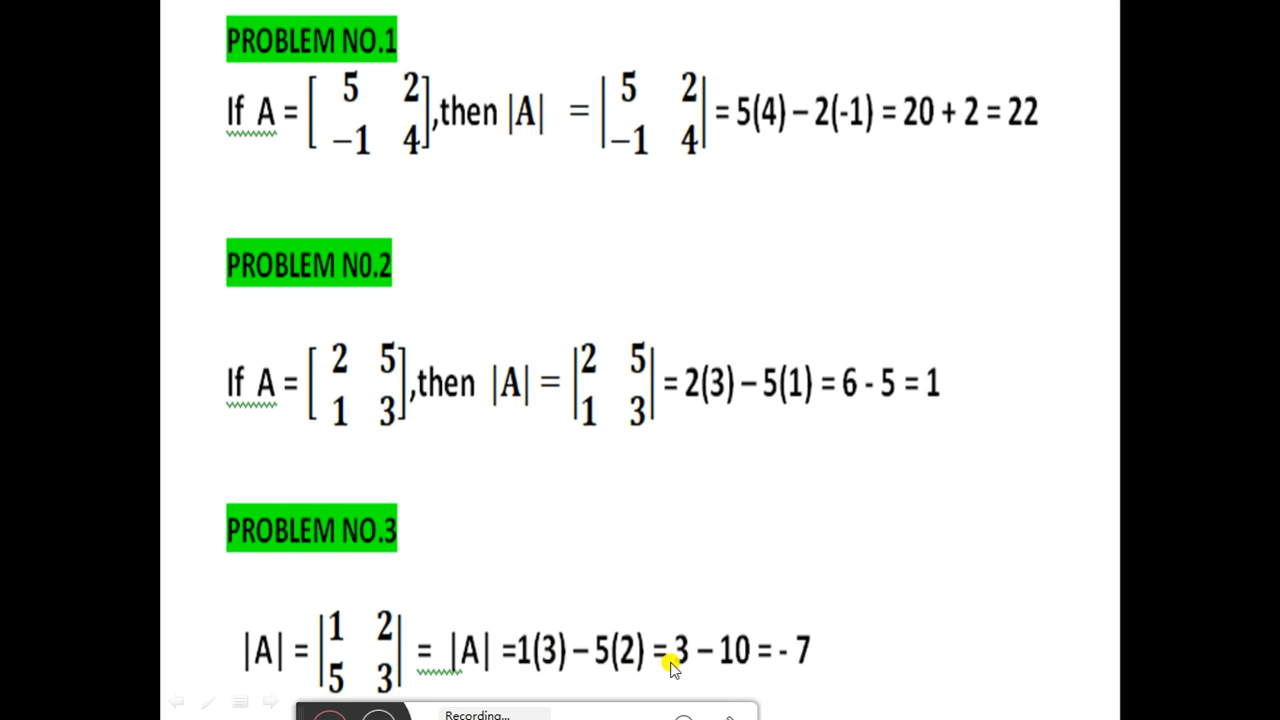 PROBLEM NO.1
If A = [5 2 −1 4],then |A| = |5 2 −1 4| = 5(4) – 2(-1) = 20 + 2 = 22
PROBLEM N0.2
If A = [2 5 1 3],then |A| = |2 5 1 3| = 2(3) – 5(1) = 6 - 5 = 1
PROBLEM NO.3
|A| = |1 2 5 3| = |A| =1(3) – 5(2) = 3 – 10 = - 7
Recording...